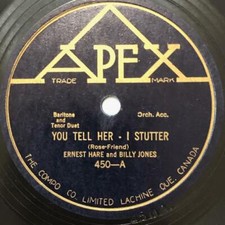 APEX
TRADE MARK
Baritone and Tenor Duet
Orch. Acc.
YOU TELL HER - I STUTTER
(Rose-Friend)
ERNEST HARE and BILLY JONES
450—A
THE COMPO CO. LIMITED LACHINE QUE. CANADA